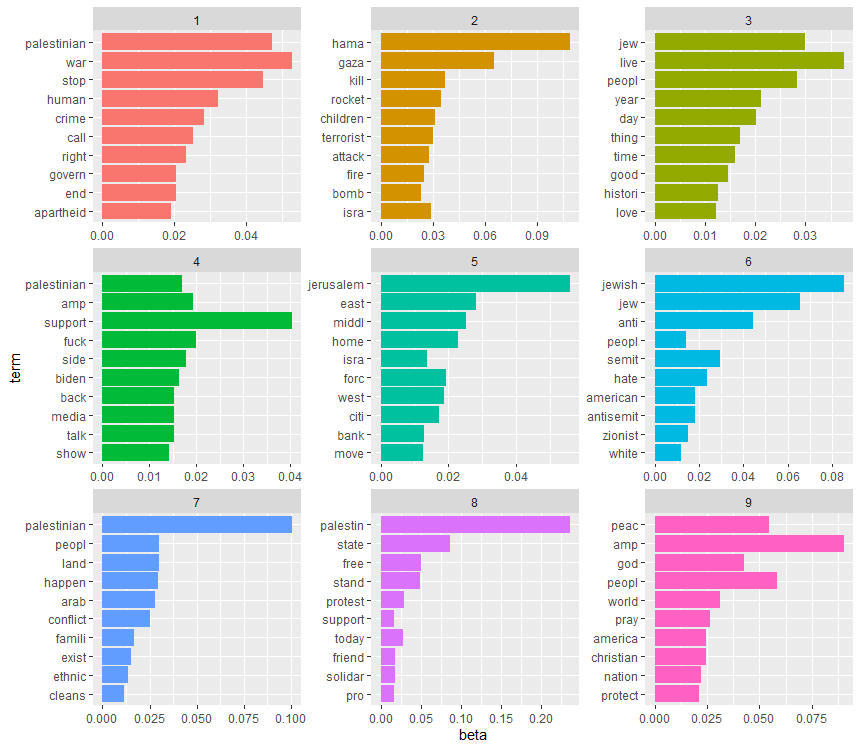 1
palestinian
war
stop
human
crime
call
right
govern
end
apartheid
0.00 0.02 0.04
2
hama
gaza
kill
rocket
children
terrorist
attack
fire
bomb
isra
0.00 0.03 0.06 0.09
3
jew
live
peopl
year
day
thing
time
good
histori
love
0.00 0.01 0.02 0.03
4
palestinian
amp
support
fuck
side
biden
back
media
talk
show
0.00 0.01 0.02 0.03 0.04
5
jerusalem
east
middl
home
isra
forc
west
citi
bank
move
0.00 0.02 0.04
6
jewish
jew
anti
peopl
semit
hate
american
antisemit
zionist
white
0.00 0.02 0.04 0.06 0.08
7
palestinian
peopl
land
happen
arab
conflict
famili
exist
ethnic
cleans
0.000 0.025 0.050 0.075 0.100
8
palestin
state
free
stand
protest
support
today
friend
solidar
pro
0.00 0.05 0.10 0.15 0.20
9
peac
amp
god
peopl
world
pray
america
christian
nation
protect
0.000 0.025 0.050 0.075
term
beta